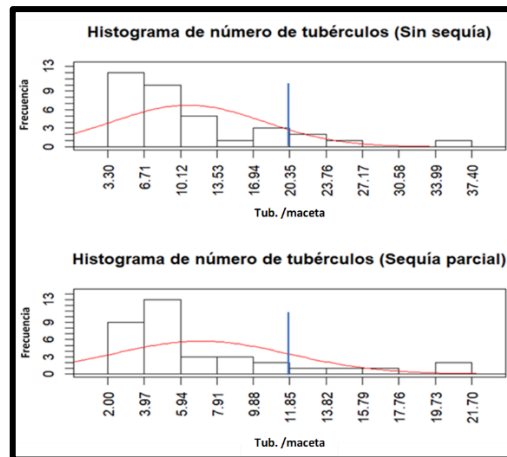 Histograma de número de tubérculos (Sin sequía)
Frecuencia
13
9
6
3
0
3.30 6.71 10.12 13.53 16.94 20.35 23.76 27.17 30.58 33.99 37.40
Tub. /maceta
Histograma de número de tubérculos (Sequía parcial)
Frecuencia
13
9
6
3
0
2.00 3.97 5.94 7.91 9.88 11.85 13.82 15.79 17.76 19.73 21.70
Tub. /maceta